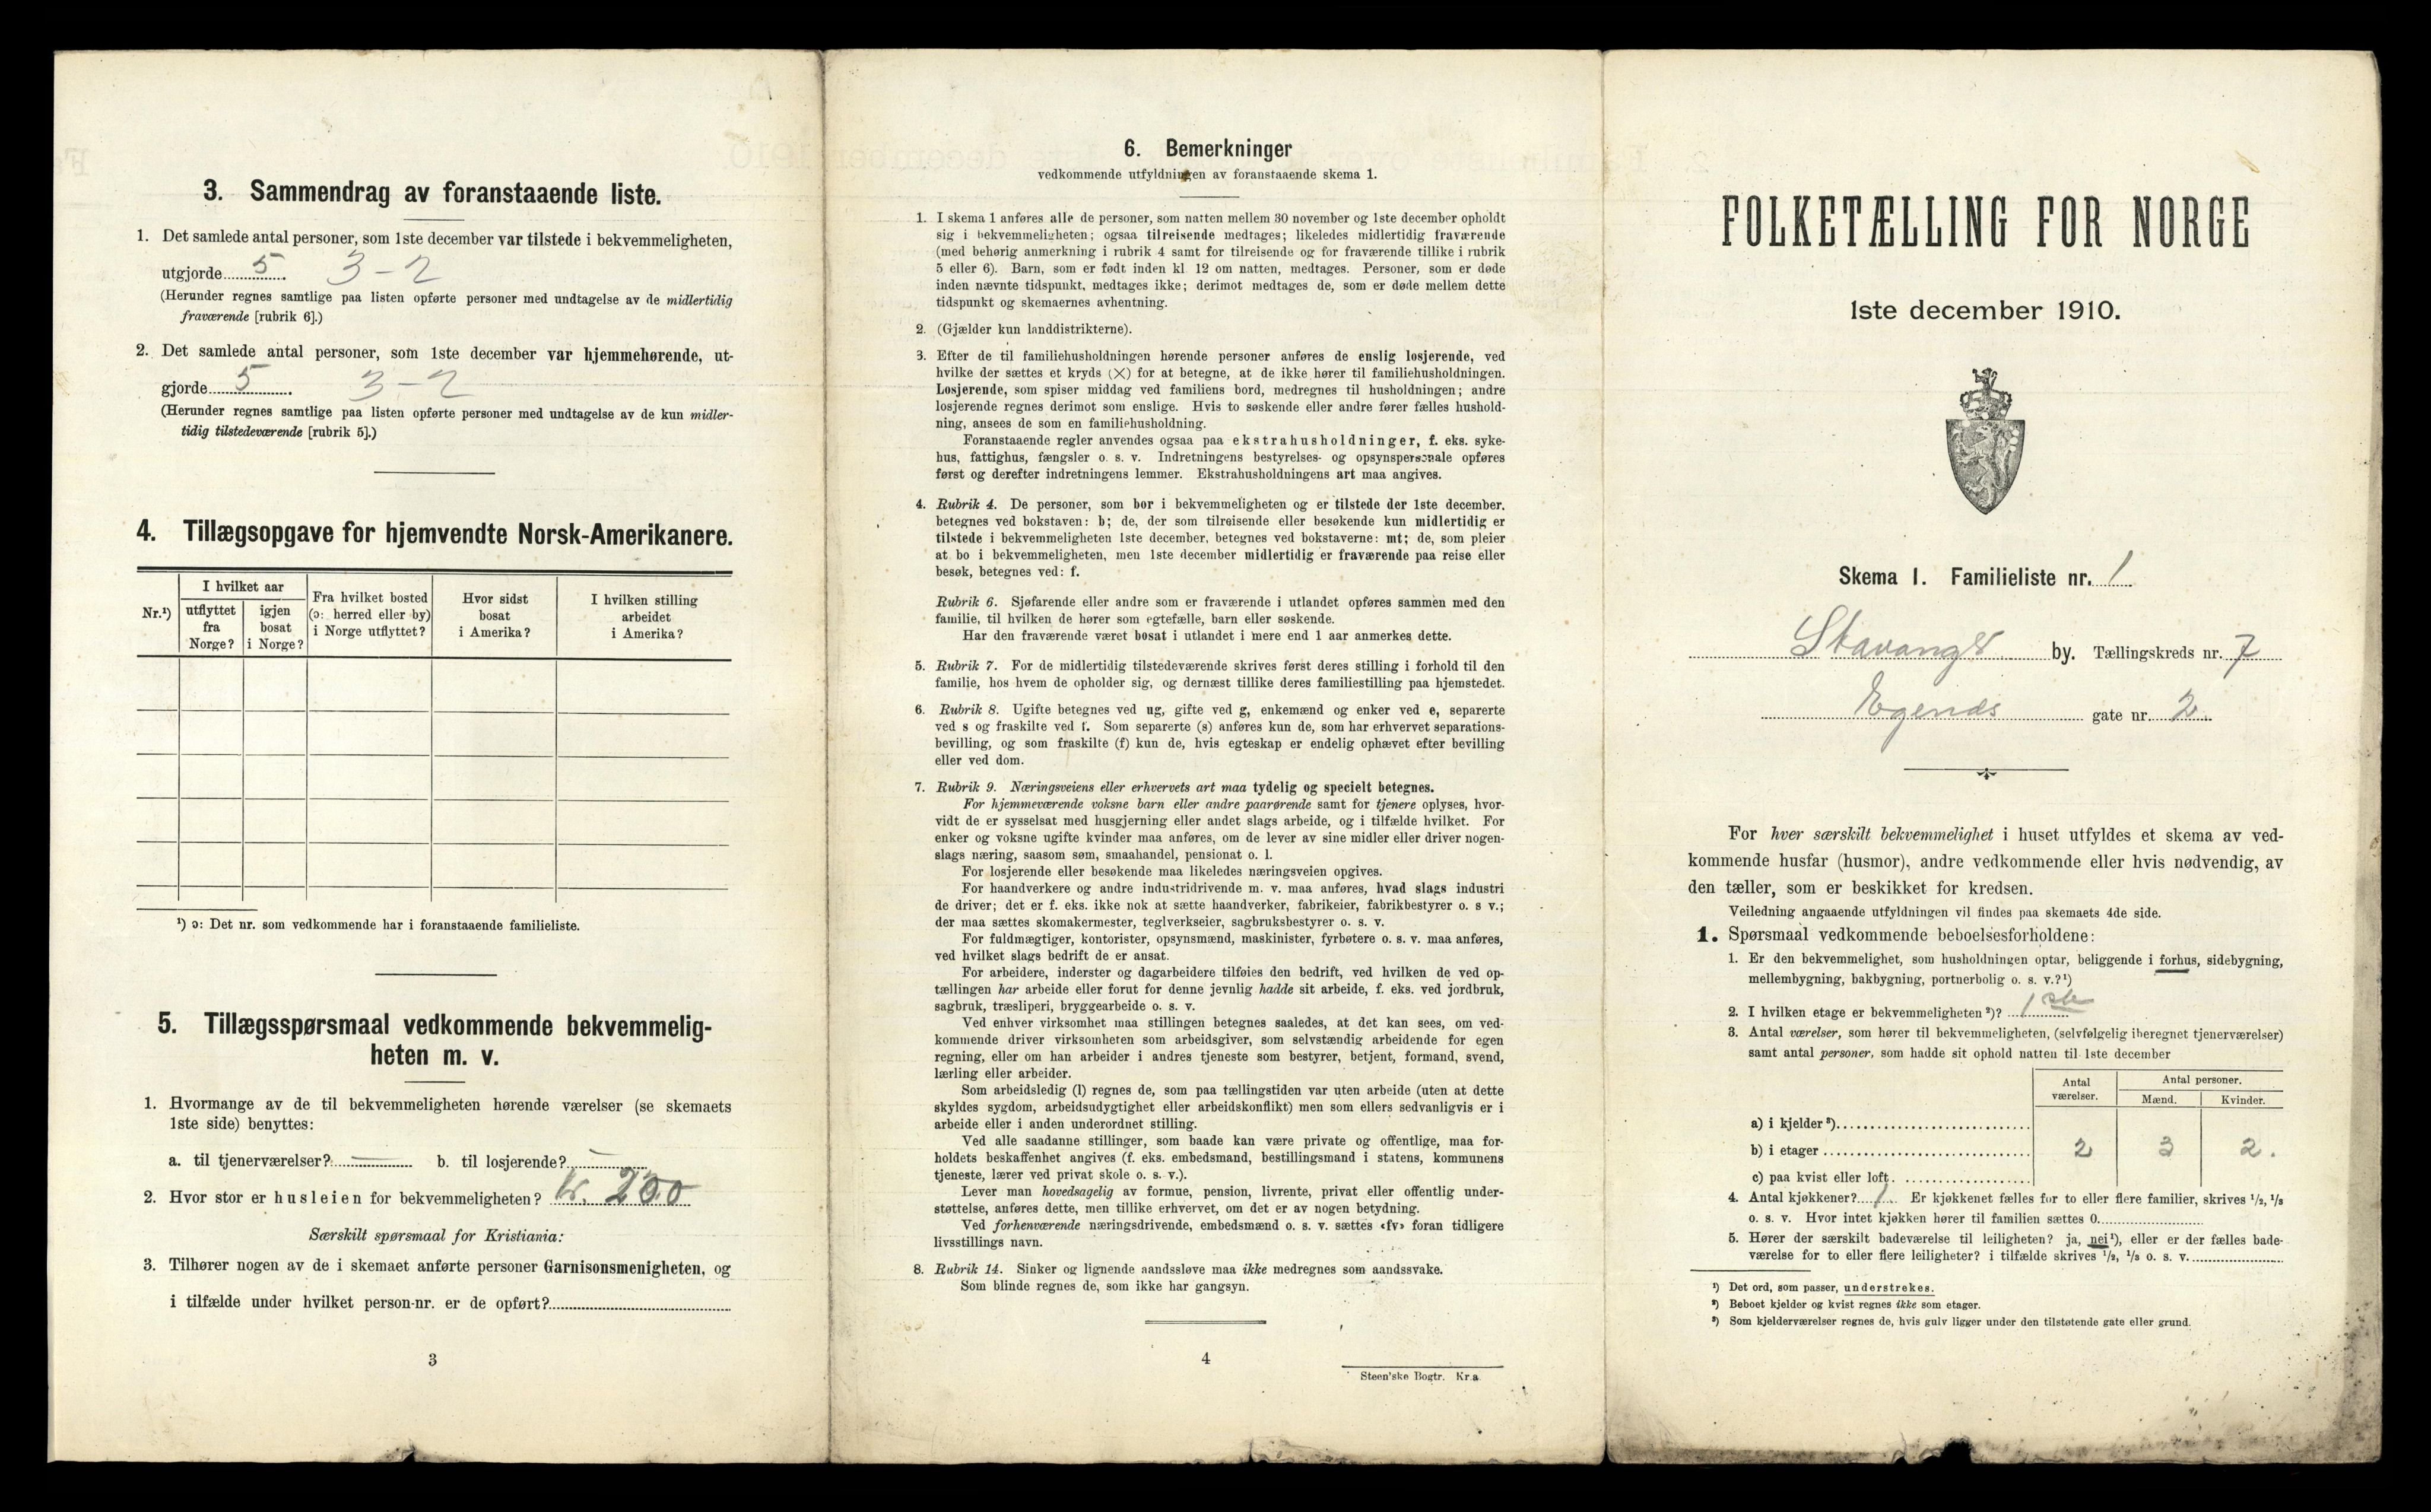 3. Sammendrag av foranstaaende liste.
1. Det samlede antal personer, som 1ste december var tilstede i bekvemmeligheten,
utgjorde 5. 3 - 2
(Herunder regnes samtlige paa listen opførte personer med undtagelse av de midlertidig
fraværende [rubrik 6].)
2. Det samlede antal personer, som 1ste december var hjemmehørende, ut-
gjorde 5. 3 - 2
(Herunder regnes samtlige paa listen opførte personer med undtagelse av de kun midler-
tidig tilstedeværende [rubrik 5].)
4. Tillægsopgave for hjemvendte Norsk-Amerikanere.
Nr.¹)
I hvilket aar
utflyttet fra Norge?
igjen bosat i Norge?
Fra hvilket bosted (ɔ: herred eller by) i Norge utflyttet?
Hvor sidst bosat i Amerika?
I hvilken stilling arbeidet i Amerika?
¹) ɔ: Det nr. som vedkommende har i foranstaaende familieliste.
5. Tillægsspørsmaal vedkommende bekvemmelig-
heten m. v.
1. Hvormange av de til bekvemmeligheten hørende værelser (se skemaets
1ste side) benyttes:
a. til tjenerværelser? — b. til losjerende? —
2. Hvor stor er husleien for bekvemmeligheten? kr. 200
Særskilt spørsmaal for Kristiania:
3. Tilhører nogen av de i skemaet anførte personer Garnisonsmenigheten, og
i tilfælde under hvilket person-nr. er de opført?
3
6. Bemerkninger
vedkommende utfyldningen av foranstaaende skema 1.
1. I skema 1 anføres alle de personer, som natten mellem 30 november og 1ste december opholdt
sig i bekvemmeligheten; ogsaa tilreisende medtages; likeledes midlertidig fraværende
(med behørig anmerkning i rubrik 4 samt for tilreisende og for fraværende tillike i rubrik
5 eller 6). Barn, som er født inden kl. 12 om natten, medtages. Personer, som er døde
inden nævnte tidspunkt, medtages ikke; derimot medtages de, som er døde mellem dette
tidspunkt og skemaernes avhentning.
2. (Gjælder kun landdistrikterne).
3. Efter de til familiehusholdningen hørende personer anføres de enslig losjerende, ved
hvilke der sættes et kryds (×) for at betegne, at de ikke hører til familiehusholdningen.
Losjerende, som spiser middag ved familiens bord, medregnes til husholdningen; andre
losjerende regnes derimot som enslige. Hvis to søskende eller andre fører fælles hushold-
ning, ansees de som en familiehusholdning.
Foranstaaende regler anvendes ogsaa paa ekstrahusholdninger, f. eks. syke-
hus, fattighus, fængsler o. s. v. Indretningens bestyrelses- og opsynspersonale opføres
først og derefter indretningens lemmer. Ekstrahusholdningens art maa angives.
4. Rubrik 4. De personer, som bor i bekvemmeligheten og er tilstede der 1ste december,
betegnes ved bokstaven: b; de, der som tilreisende eller besøkende kun midlertidig er
tilstede i bekvemmeligheten 1ste december, betegnes ved bokstaverne: mt; de, som pleier
at bo i bekvemmeligheten, men 1ste december midlertidig er fraværende paa reise eller
besøk, betegnes ved: f.
Rubrik 6. Sjøfarende eller andre som er fraværende i utlandet opføres sammen med den
familie, til hvilken de hører som egtefælle, barn eller søskende.
Har den fraværende været bosat i utlandet i mere end 1 aar anmerkes dette.
5. Rubrik 7. For de midlertidig tilstedeværende skrives først deres stilling i forhold til den
familie, hos hvem de opholder sig, og dernæst tillike deres familiestilling paa hjemstedet.
6. Rubrik 8. Ugifte betegnes ved ug, gifte ved g, enkemænd og enker ved e, separerte
ved s og fraskilte ved f. Som separerte (s) anføres kun de, som har erhvervet separations-
bevilling, og som fraskilte (f) kun de, hvis egteskap er endelig ophævet efter bevilling
eller ved dom.
7. Rubrik 9. Næringsveiens eller erhvervets art maa tydelig og specielt betegnes.
For hjemmeværende voksne barn eller andre paarørende samt for tjenere oplyses, hvor-
vidt de er sysselsat med husgjerning eller andet slags arbeide, og i tilfælde hvilket. For
enker og voksne ugifte kvinder maa anføres, om de lever av sine midler eller driver nogen-
slags næring, saasom søm, smaahandel, pensionat o. l.
For losjerende eller besøkende maa likeledes næringsveien opgives.
For haandverkere og andre industridrivende m. v. maa anføres, hvad slags industri
de driver; det er f. eks. ikke nok at sætte haandverker, fabrikeier, fabrikbestyrer o. s v.;
der maa sættes skomakermester, teglverkseier, sagbruksbestyrer o. s. v.
For fuldmægtiger, kontorister, opsynsmænd, maskinister, fyrbøtere o. s. v. maa anføres,
ved hvilket slags bedrift de er ansat.
For arbeidere, inderster og dagarbeidere tilføies den bedrift, ved hvilken de ved op-
tællingen har arbeide eller forut for denne jevnlig hadde sit arbeide, f. eks. ved jordbruk,
sagbruk, træsliperi, bryggearbeide o. s. v.
Ved enhver virksomhet maa stillingen betegnes saaledes, at det kan sees, om ved-
kommende driver virksomheten som arbeidsgiver, som selvstændig arbeidende for egen
regning, eller om han arbeider i andres tjeneste som bestyrer, betjent, formand, svend,
lærling eller arbeider.
Som arbeidsledig (l) regnes de, som paa tællingstiden var uten arbeide (uten at dette
skyldes sygdom, arbeidsudygtighet eller arbeidskonflikt) men som ellers sedvanligvis er i
arbeide eller i anden underordnet stilling.
Ved alle saadanne stillinger, som baade kan være private og offentlige, maa for-
holdets beskaffenhet angives (f. eks. embedsmand, bestillingsmand i statens, kommunens
tjeneste, lærer ved privat skole o. s. v.).
Lever man hovedsagelig av formue, pension, livrente, privat eller offentlig under-
støttelse, anføres dette, men tillike erhvervet, om det er av nogen betydning.
Ved forhenværende næringsdrivende, embedsmænd o. s. v. sættes «fv» foran tidligere
livsstillings navn.
8. Rubrik 14. Sinker og lignende aandssløve maa ikke medregnes som aandssvake.
Som blinde regnes de, som ikke har gangsyn.
4
Steen'ske Bogtr. Kr.a
FOLKETÆLLING FOR NORGE
1ste december 1910.
Skema I. Familieliste nr. 1
Stavanger by. Tællingskreds nr. 7
Egenæs gate nr. 2.
For hver særskilt bekvemmelighet i huset utfyldes et skema av ved-
kommende husfar (husmor), andre vedkommende eller hvis nødvendig, av
den tæller, som er beskikket for kredsen.
Veiledning angaaende utfyldningen vil findes paa skemaets 4de side.
1. Spørsmaal vedkommende beboelsesforholdene:
1. Er den bekvemmelighet, som husholdningen optar, beliggende i forhus, sidebygning,
mellembygning, bakbygning, portnerbolig o. s. v.?¹)
2. I hvilken etage er bekvemmeligheten ²)? 1ste
3. Antal værelser, som hører til bekvemmeligheten, (selvfølgelig iberegnet tjenerværelser)
samt antal personer, som hadde sit ophold natten til 1ste december
Antal værelser. Antal personer.
Mænd. Kvinder.
a) i kjelder ³)
b) i etager 2 3 2.
c) paa kvist eller loft
4. Antal kjøkkener? 1. Er kjøkkenet fælles for to eller flere familier, skrives 1/2, 1/3
o. s. v. Hvor intet kjøkken hører til familien sættes 0.
5. Hører der særskilt badeværelse til leiligheten? ja, nei ¹), eller er der fælles bade-
værelse for to eller flere leiligheter? i tilfælde skrives 1/2, 1/3 o. s. v.
¹) Det ord, som passer, understrekes.
²) Beboet kjelder og kvist regnes ikke som etager.
³) Som kjelderværelser regnes de, hvis gulv ligger under den tilstøtende gate eller grund.